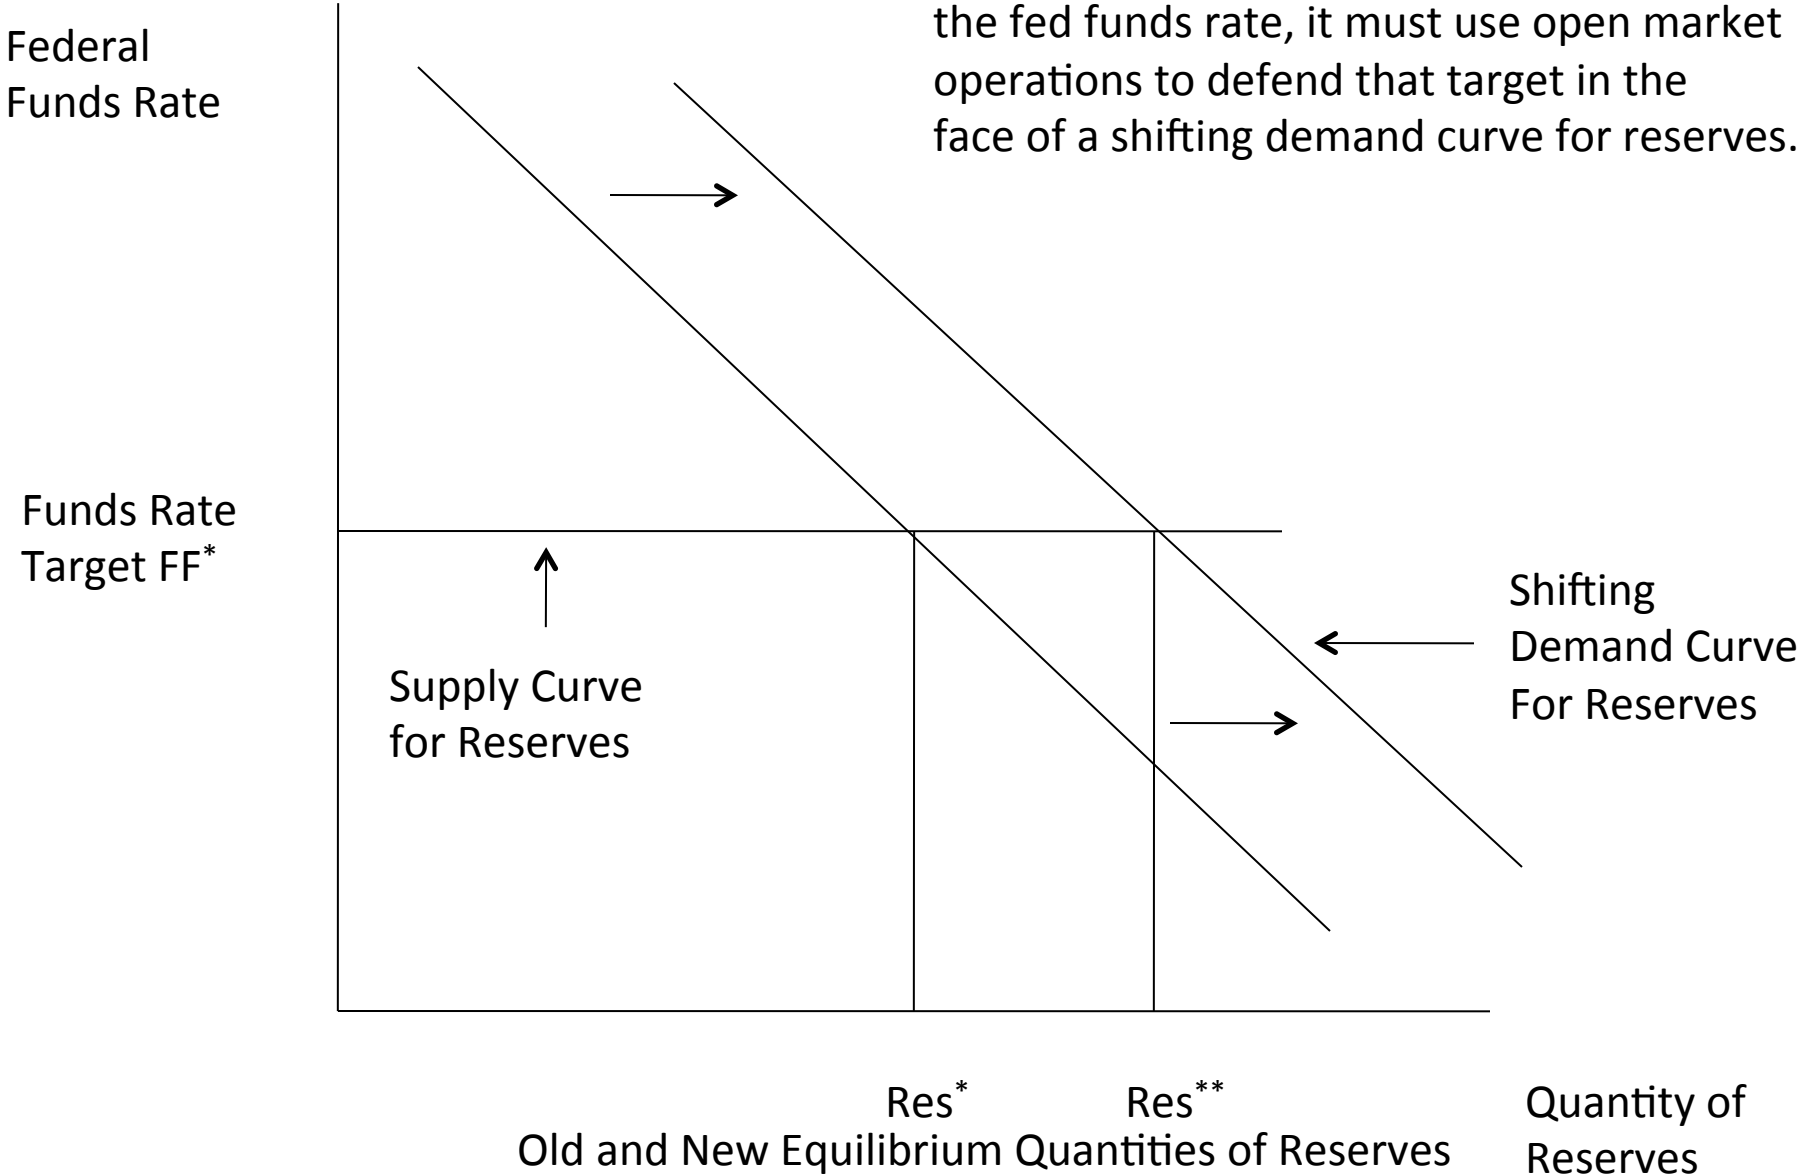 the fed funds rate, it must use open market
operations to defend that target in the
face of a shifting demand curve for reserves.
Federal
Funds Rate
Funds Rate
Target FF*
Supply Curve
for Reserves
Shifting
Demand Curve
For Reserves
Res* Res**
Old and New Equilibrium Quantities of Reserves
Quantity of
Reserves